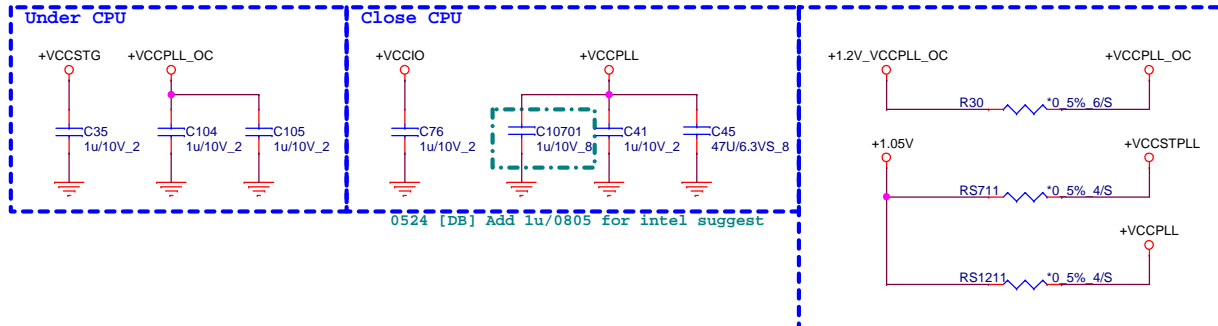 Under CPU
+VCCSTG
+VCCPLL_OC
C35
1u/10V_2
C104
1u/10V_2
C105
1u/10V_2
Close CPU
+VCCIO
+VCCPLL
C76
1u/10V_2
C10701
1u/10V_8
C41
1u/10V_2
C45
47U/6.3VS_8
0524 [DB] Add 1u/0805 for intel suggest
+1.2V_VCCPLL_OC
+VCCPLL_OC
R30
*0_5%_6/S
+1.05V
+VCCSTPLL
RS711
*0_5%_4/S
+VCCPLL
RS1211
*0_5%_4/S